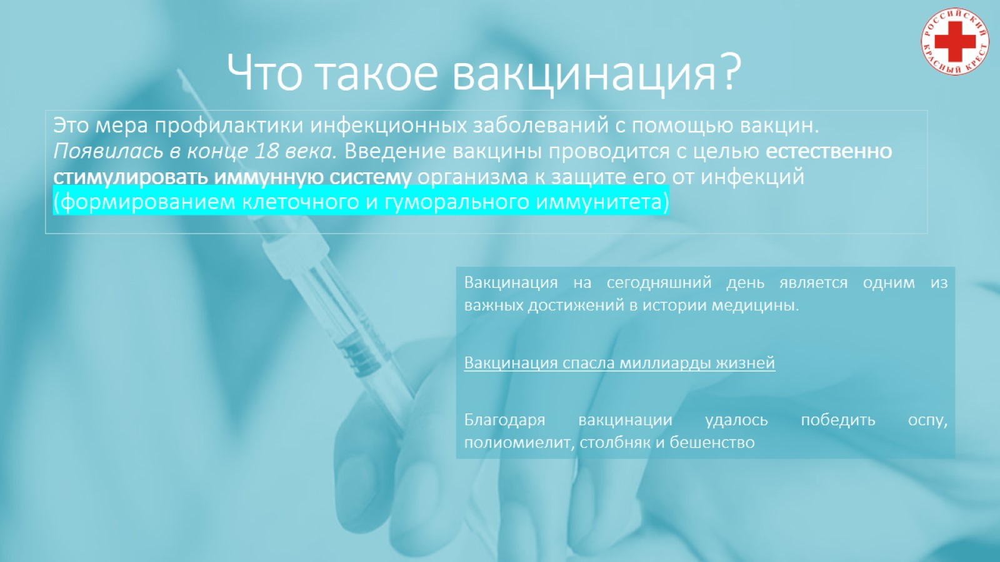 РОССИЙСКИЙ
КРАСНЫЙ КРЕСТ
Что такое вакцинация?
Это мера профилактики инфекционных заболеваний с помощью вакцин.
Появилась в конце 18 века. Введение вакцины проводится с целью естественно
стимулировать иммунную систему организма к защите его от инфекций
(формированием клеточного и гуморального иммунитета)
Вакцинация на сегодняшний день является одним из
важных достижений в истории медицины.
Вакцинация спасла миллиарды жизней
Благодаря вакцинации удалось победить оспу,
полиомиелит, столбняк и бешенство